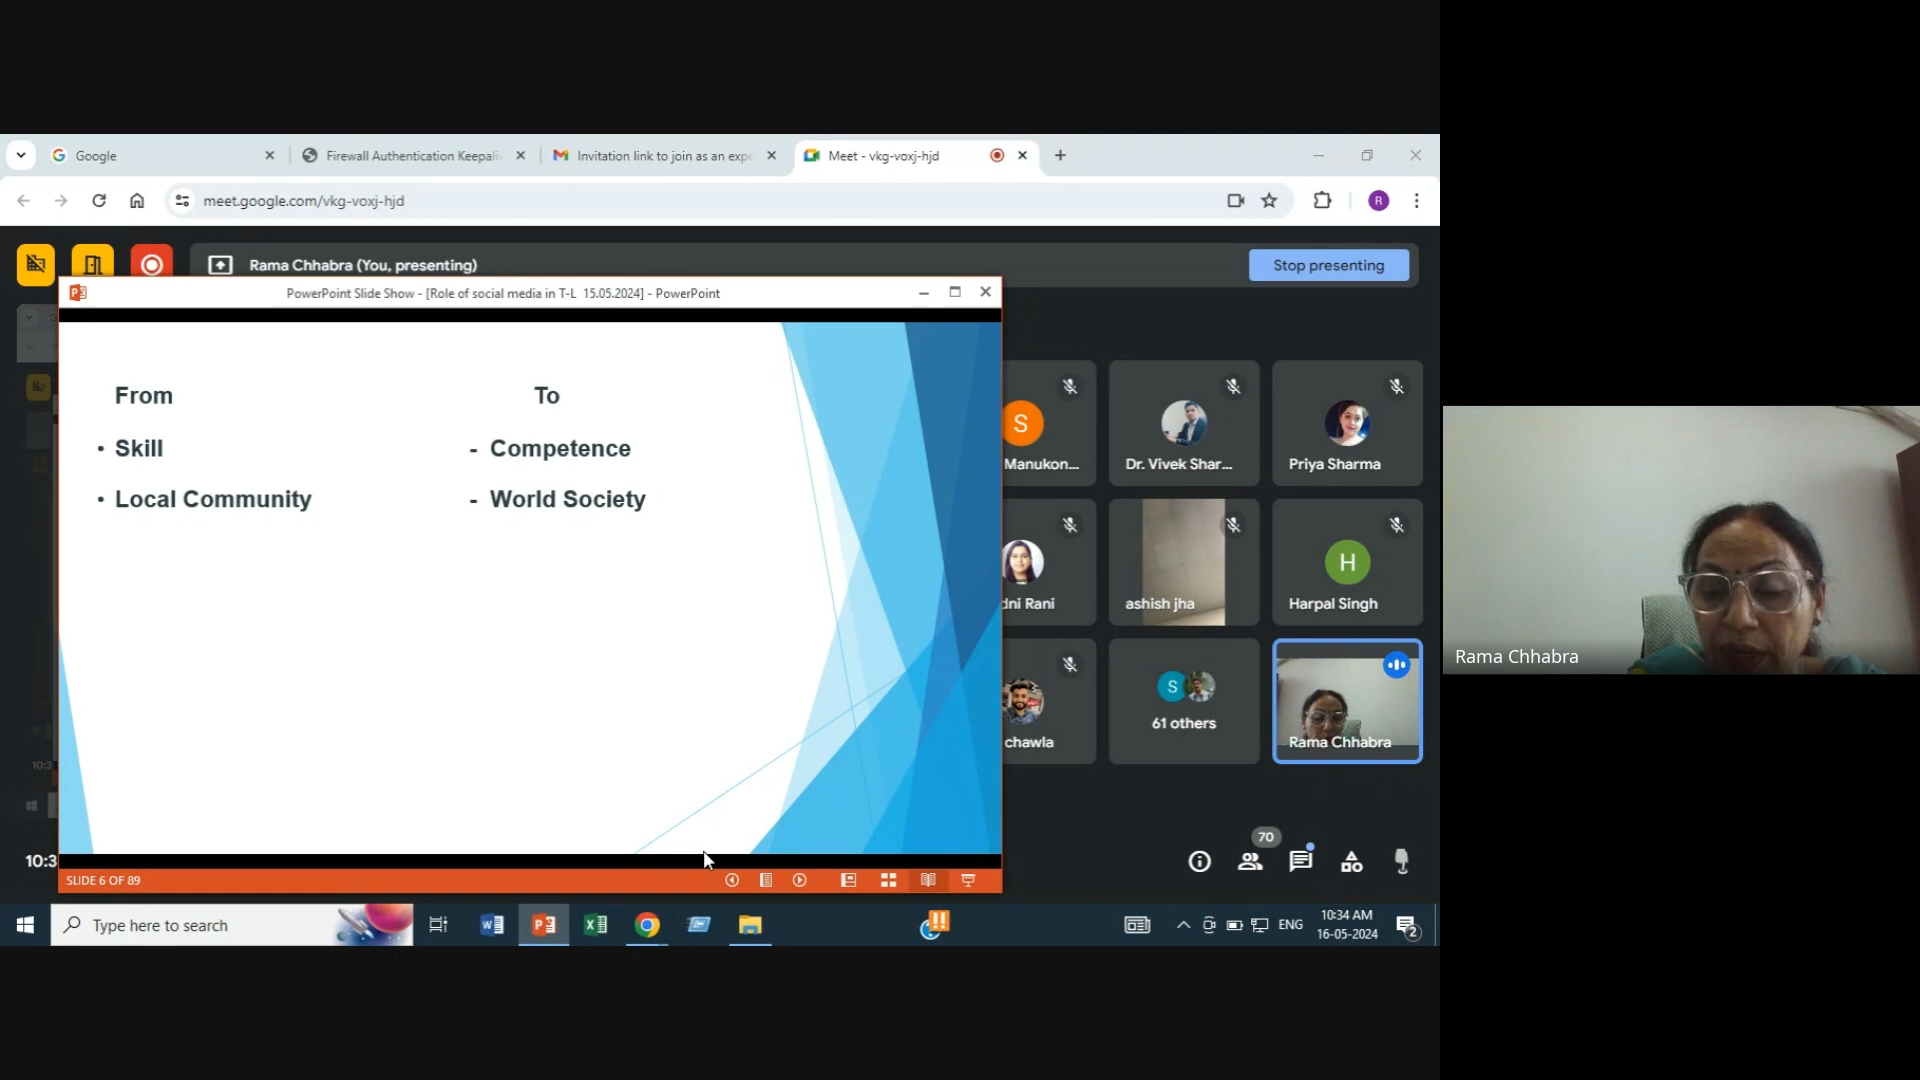 Google
Firewall Authentication Keepali
Invitation link to join as an expe
Meet - vkg-voxj-hjd
meet.google.com/vkg-voxj-hjd
R
Rama Chhabra (You, presenting)
Stop presenting
PowerPoint Slide Show - [Role of social media in T-L 15.05.2024] - PowerPoint
From To
• Skill - Competence
• Local Community - World Society
S
Manukon...
Dr. Vivek Shar...
Priya Sharma
dni Rani
ashish jha
H
Harpal Singh
chawla
S
61 others
Rama Chhabra
Rama Chhabra
10:3
10:3
70
SLIDE 6 OF 89
Type here to search
ENG
10:34 AM
16-05-2024
2